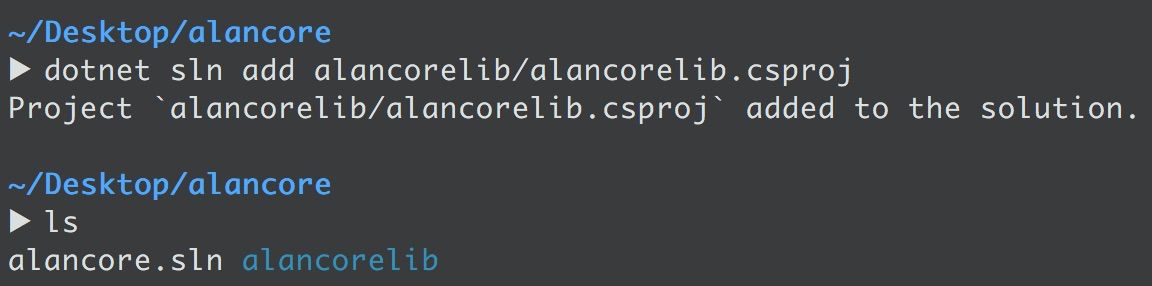 ~/Desktop/alancore
▶ dotnet sln add alancorelib/alancorelib.csproj
Project `alancorelib/alancorelib.csproj` added to the solution.
~/Desktop/alancore
▶ ls
alancore.sln alancorelib